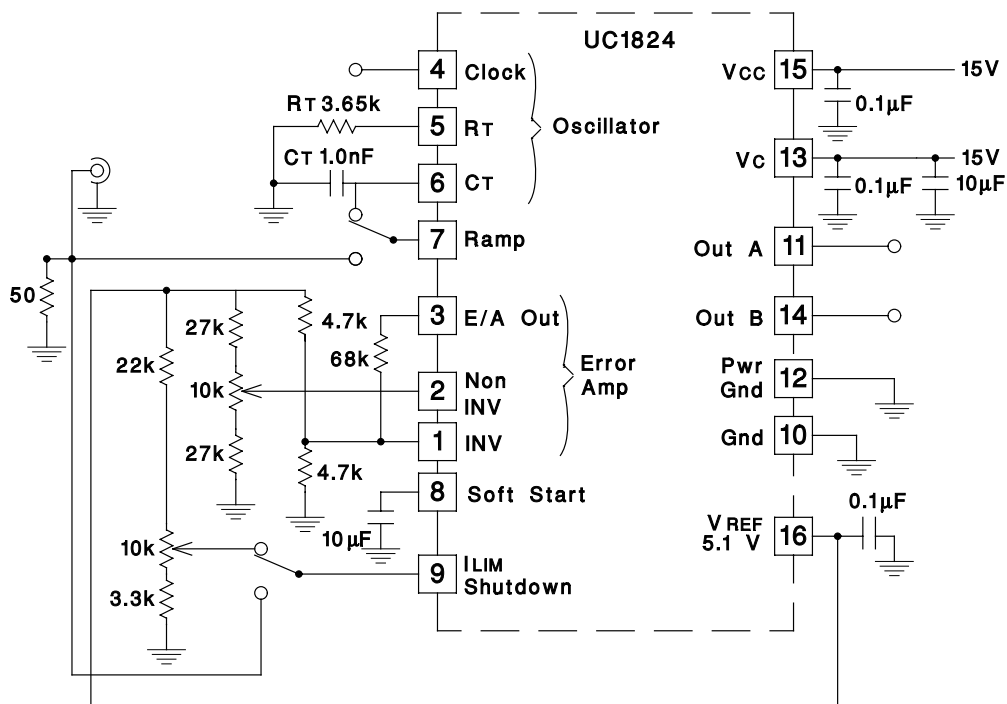 UC1824
4 Clock
RT 3.65k
5 RT
Oscillator
CT 1.0nF
6 CT
7 Ramp
50
3 E/A Out
4.7k
27k
68k
22k
Error
Amp
10k
2 Non
INV
1 INV
27k
4.7k
8 Soft Start
10 µF
10k
9 ILIM
Shutdown
3.3k
Vcc 15 15V
0.1µF
Vc 13 15V
0.1µF 10µF
Out A 11
Out B 14
Pwr
Gnd 12
Gnd 10
0.1µF
VREF
5.1 V 16